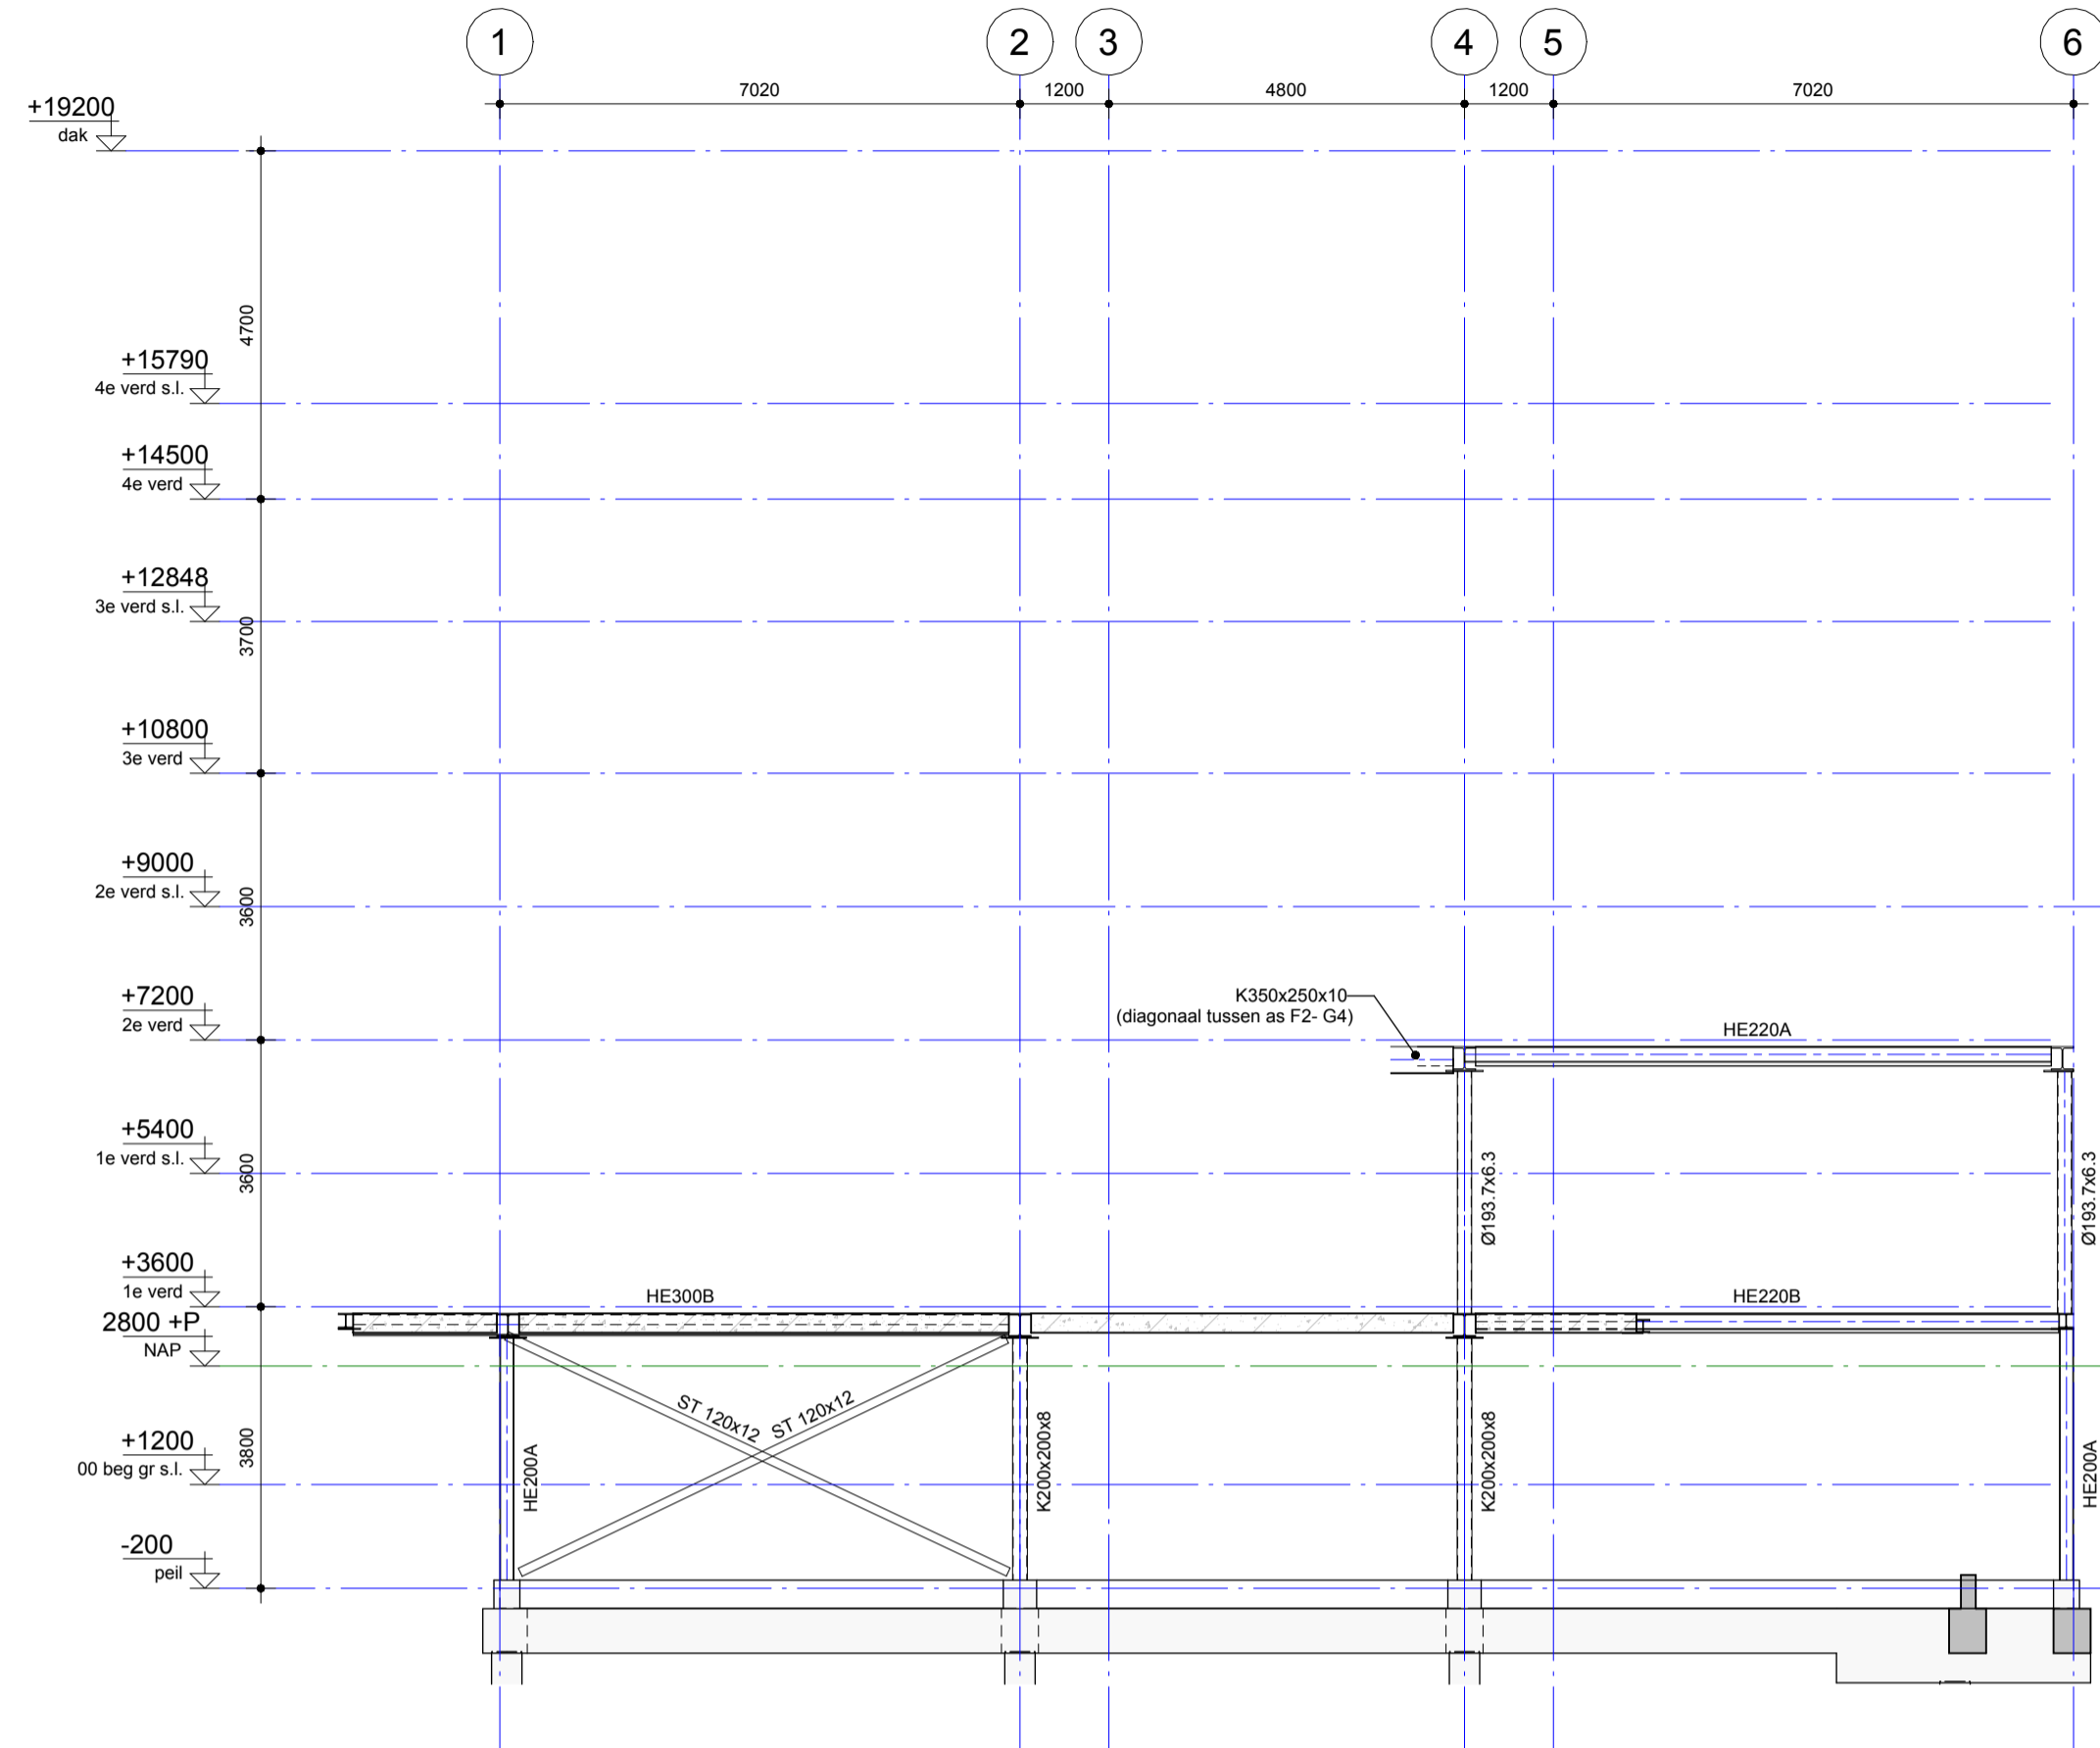 1
2
3
4
5
6
7020
1200
4800
1200
7020
+19200
dak
4700
+15790
4e verd s.l.
+14500
4e verd
+12848
3e verd s.l.
3700
+10800
3e verd
+9000
2e verd s.l.
3600
+7200
2e verd
K350x250x10
(diagonaal tussen as F2- G4)
HE220A
+5400
1e verd s.l.
3600
Ø193.7x6.3
Ø193.7x6.3
+3600
1e verd
HE300B
HE220B
2800 +P
NAP
ST 120x12
ST 120x12
+1200
00 beg gr s.l.
3800
HE200A
K200x200x8
K200x200x8
HE200A
-200
peil